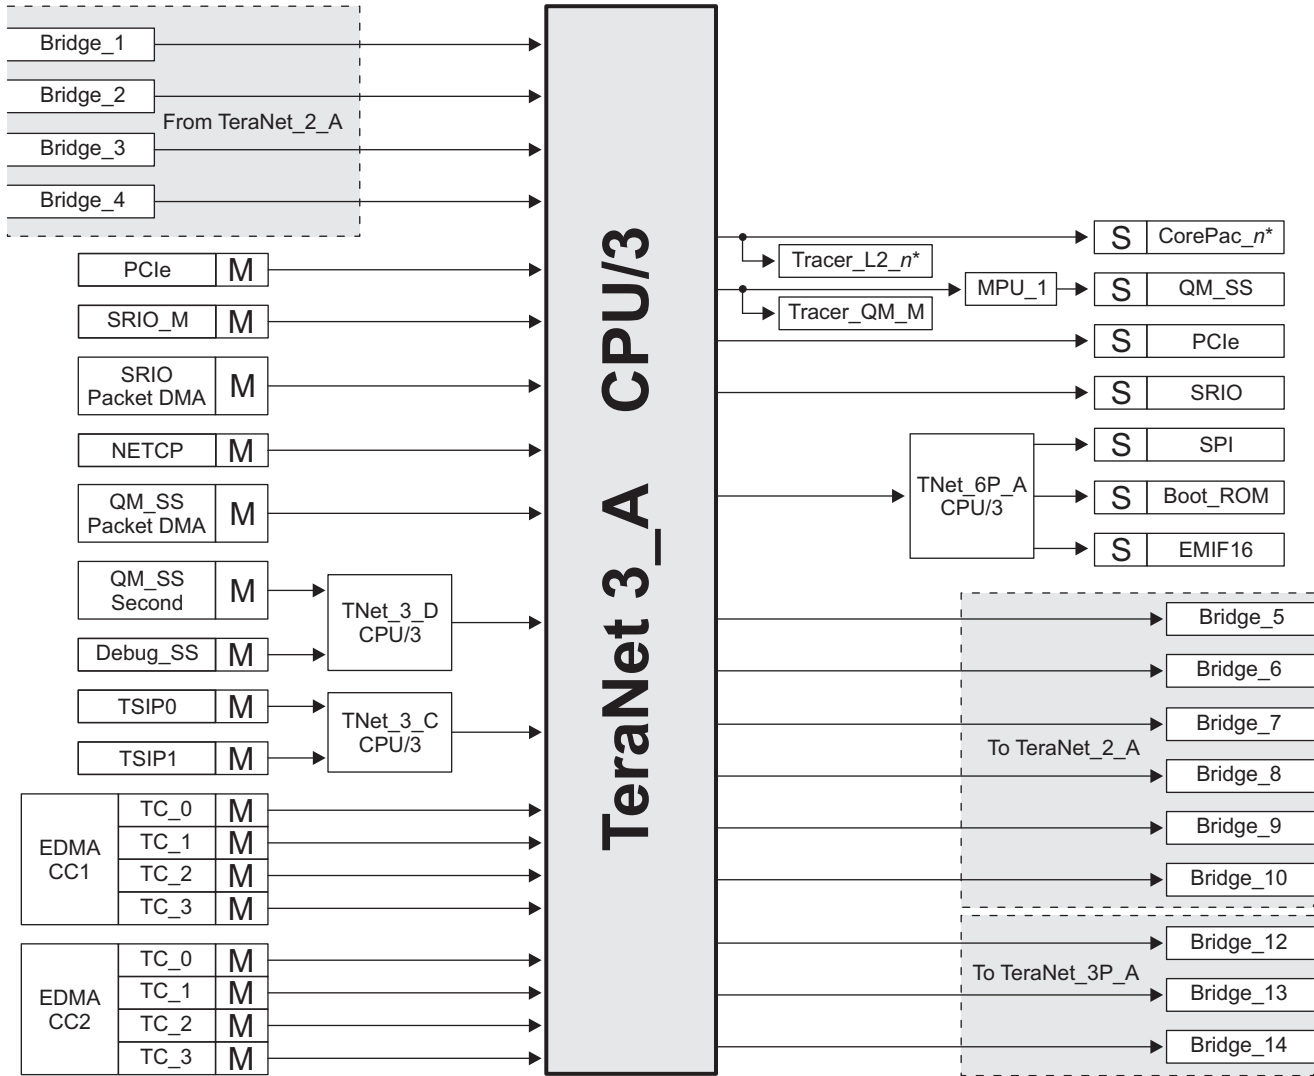 Bridge_1
Bridge_2
From TeraNet_2_A
Bridge_3
Bridge_4
PCIe M
SRIO_M M
SRIO
Packet DMA M
NETCP M
QM_SS
Packet DMA M
QM_SS
Second M
Debug_SS M
TNet_3_D
CPU/3
TSIP0 M
TSIP1 M
TNet_3_C
CPU/3
EDMA
CC1
TC_0 M
TC_1 M
TC_2 M
TC_3 M
EDMA
CC2
TC_0 M
TC_1 M
TC_2 M
TC_3 M
TeraNet 3_A CPU/3
Tracer_L2_n*
Tracer_QM_M
MPU_1
S CorePac_n*
S QM_SS
S PCIe
S SRIO
TNet_6P_A
CPU/3
S SPI
S Boot_ROM
S EMIF16
Bridge_5
Bridge_6
Bridge_7
To TeraNet_2_A
Bridge_8
Bridge_9
Bridge_10
Bridge_12
To TeraNet_3P_A
Bridge_13
Bridge_14